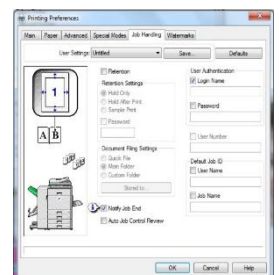 Printing Preferences
Main Paper Advanced Special Modes Job Handling Watermarks
User Settings: Untitled Save... Defaults
1
A B
Retention
Retention Settings
Hold Only
Hold After Print
Sample Print
Password
Document Filing Settings
Quick File
Main Folder
Custom Folder
Stored to...
Notify Job End
Auto Job Control Review
User Authentication
Login Name
Password
User Number
Default Job ID
User Name
Job Name
OK Cancel Help